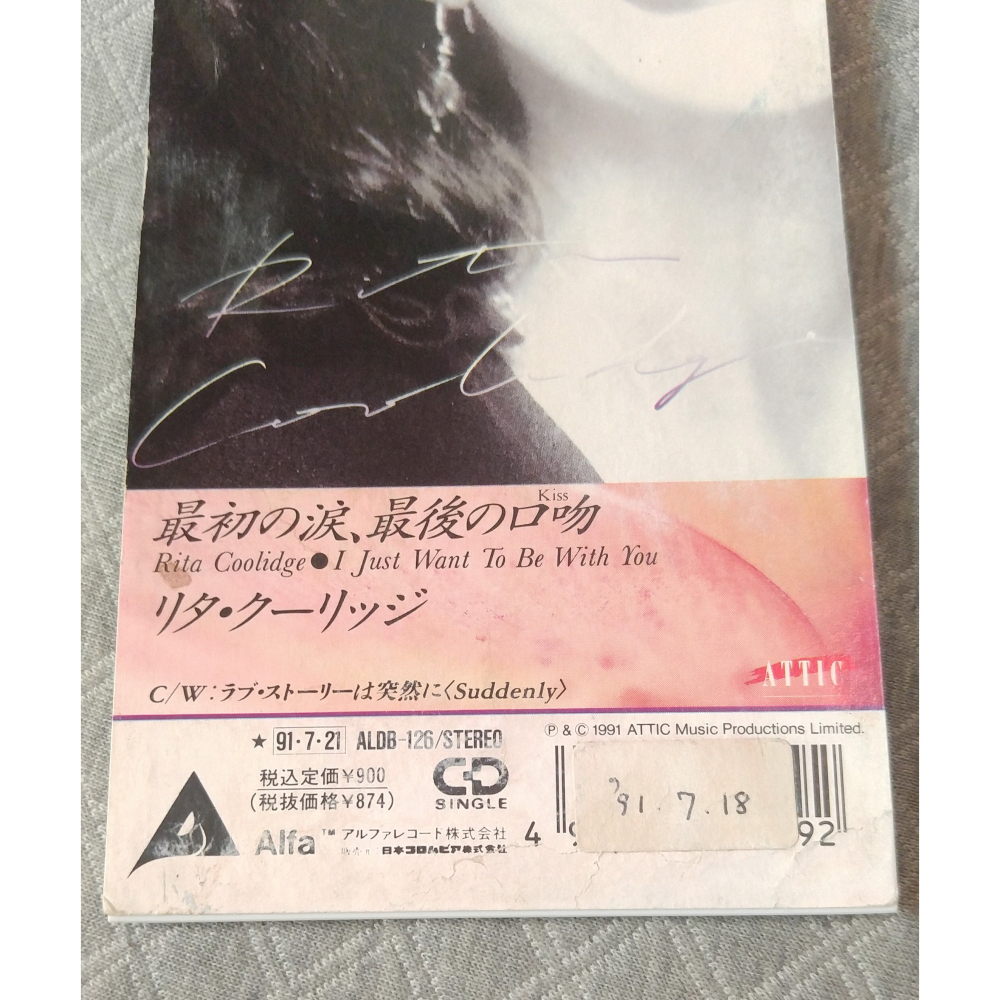 Rita
Coolidge
Kiss
最初の涙、最後の口吻
Rita Coolidge●I Just Want To Be With You
リタ・クーリッジ
ATTIC
C/W:ラブ・ストーリーは突然に〈Suddenly〉
Ⓟ & © 1991 ATTIC Music Productions Limited.
★ 91・7・21 ALDB-126/STEREO
税込定価¥900
(税抜価格¥874)
CD
SINGLE
'91.7.18
Alfa™ アルファレコード株式会社
日本コロムビア株式会社
4 9 92